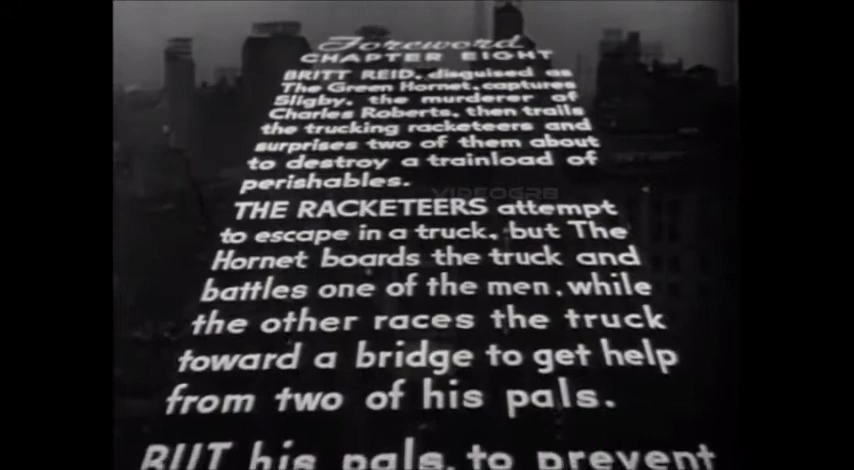 Foreword
CHAPTER EIGHT
BRITT REID, disguised as
The Green Hornet, captures
Sligby, the murderer of
Charles Roberts, then trails
the trucking racketeers and
surprises two of them about
to destroy a trainload of
perishables.
VIDEOGRB
THE RACKETEERS attempt
to escape in a truck, but The
Hornet boards the truck and
battles one of the men, while
the other races the truck
toward a bridge to get help
from two of his pals.
BUT his pals, to prevent